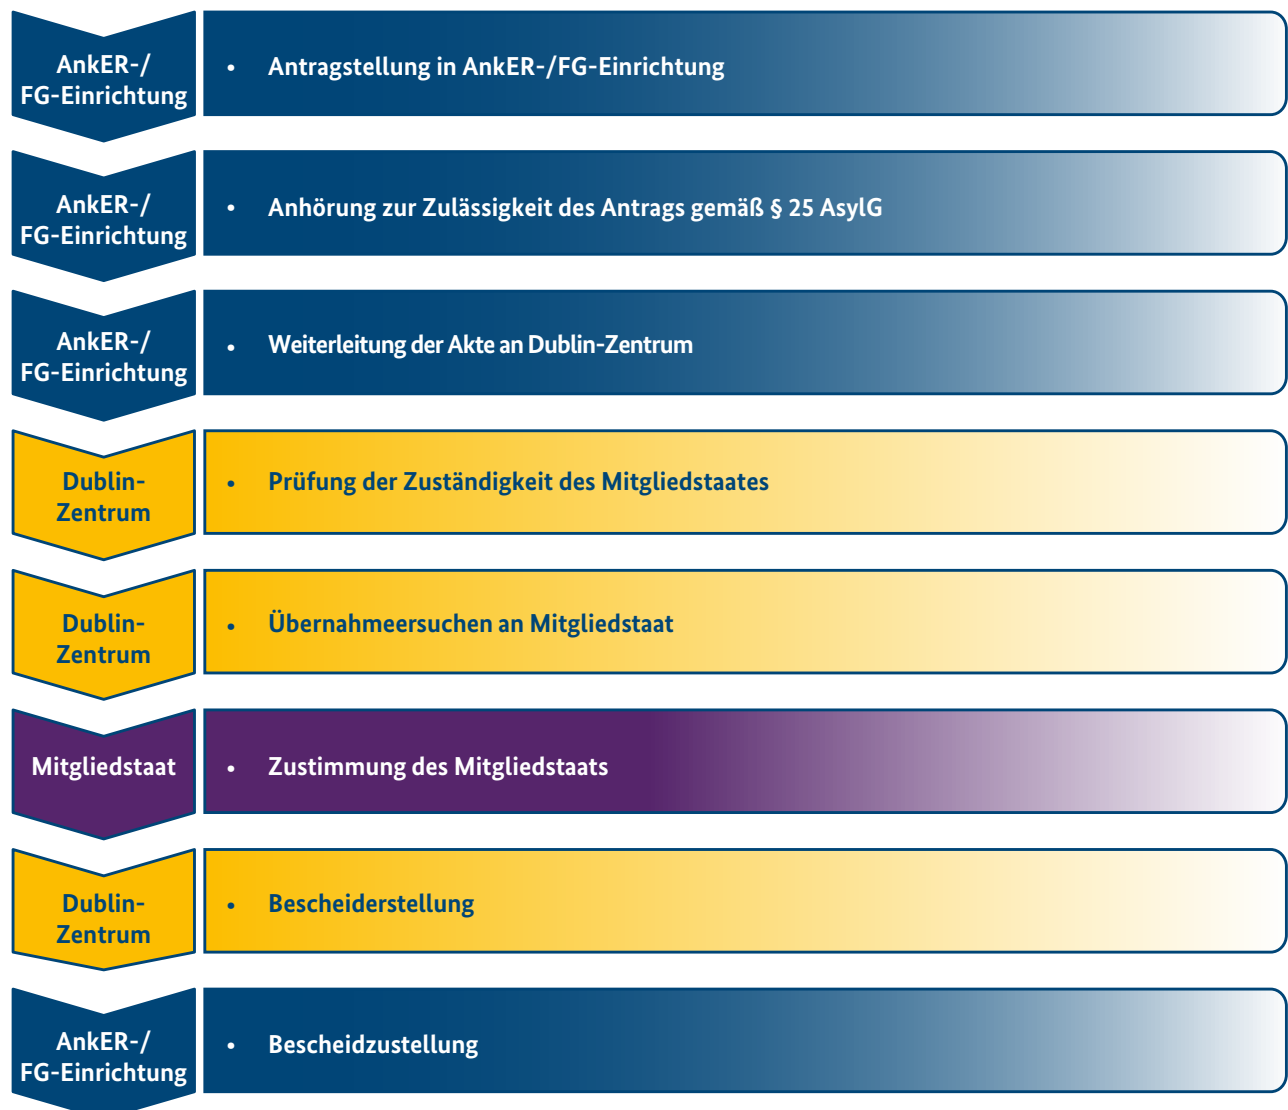 AnkER-/
FG-Einrichtung
• Antragstellung in AnkER-/FG-Einrichtung
AnkER-/
FG-Einrichtung
• Anhörung zur Zulässigkeit des Antrags gemäß § 25 AsylG
AnkER-/
FG-Einrichtung
• Weiterleitung der Akte an Dublin-Zentrum
Dublin-
Zentrum
• Prüfung der Zuständigkeit des Mitgliedstaates
Dublin-
Zentrum
• Übernahmeersuchen an Mitgliedstaat
Mitgliedstaat
• Zustimmung des Mitgliedstaats
Dublin-
Zentrum
• Bescheiderstellung
AnkER-/
FG-Einrichtung
• Bescheidzustellung